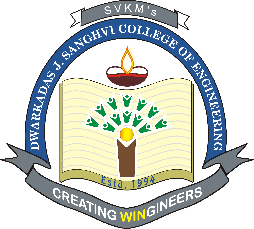 SVKM's
DWARKADAS J. SANGHVI COLLEGE OF ENGINEERING
Estd. 1994
CREATING WINGINEERS